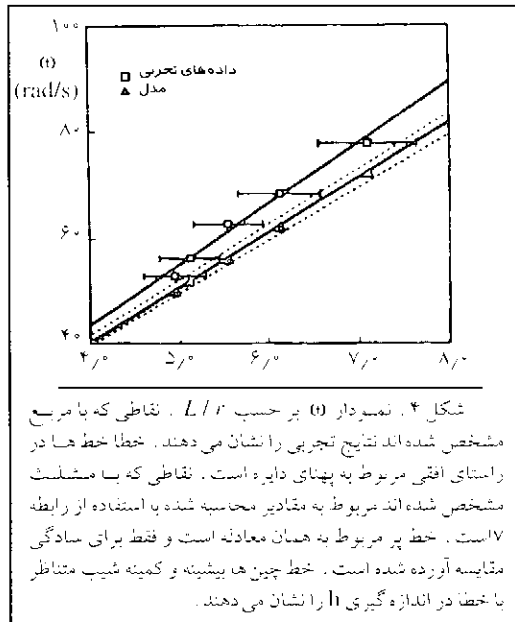 ۱۰۰
ω
(rad/s)
داده‌های تجربی
مدل
۸۰
۶۰
۴۰
۴٫۰ ۵٫۰ ۶٫۰ ۷٫۰ ۸٫۰
شکل ۴. نمودار ω بر حسب L / r . نقاطی که با مربع
مشخص شده‌اند نتایج تجربی را نشان می‌دهند. خطا خط‌ها در
راستای افقی مربوط به پهنای دایره است. نقاطی که با مثلث
مشخص شده‌اند مربوط به مقادیر محاسبه شده با استفاده از رابطه
۷ است. خط پر مربوط به همان معادله است و فقط برای سادگی
مقایسه آورده شده است. خط‌چین‌ها بیشینه و کمینه شیب متناظر
با خطا در اندازه‌گیری h را نشان می‌دهند.